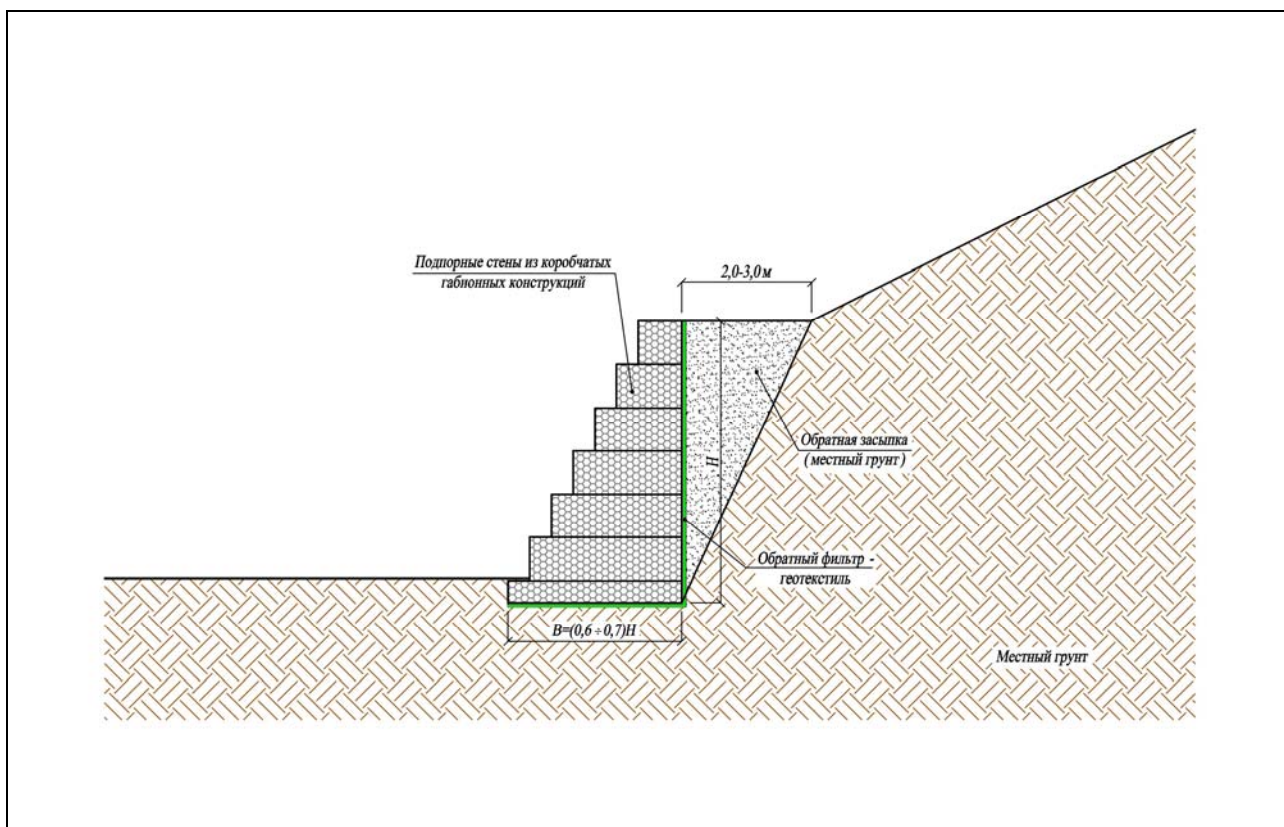 Подпорные стены из коробчатых
габионных конструкций
2,0-3,0 м
H
Обратная засыпка
(местный грунт)
Обратный фильтр -
геотекстиль
B=(0,6÷0,7)H
Местный грунт